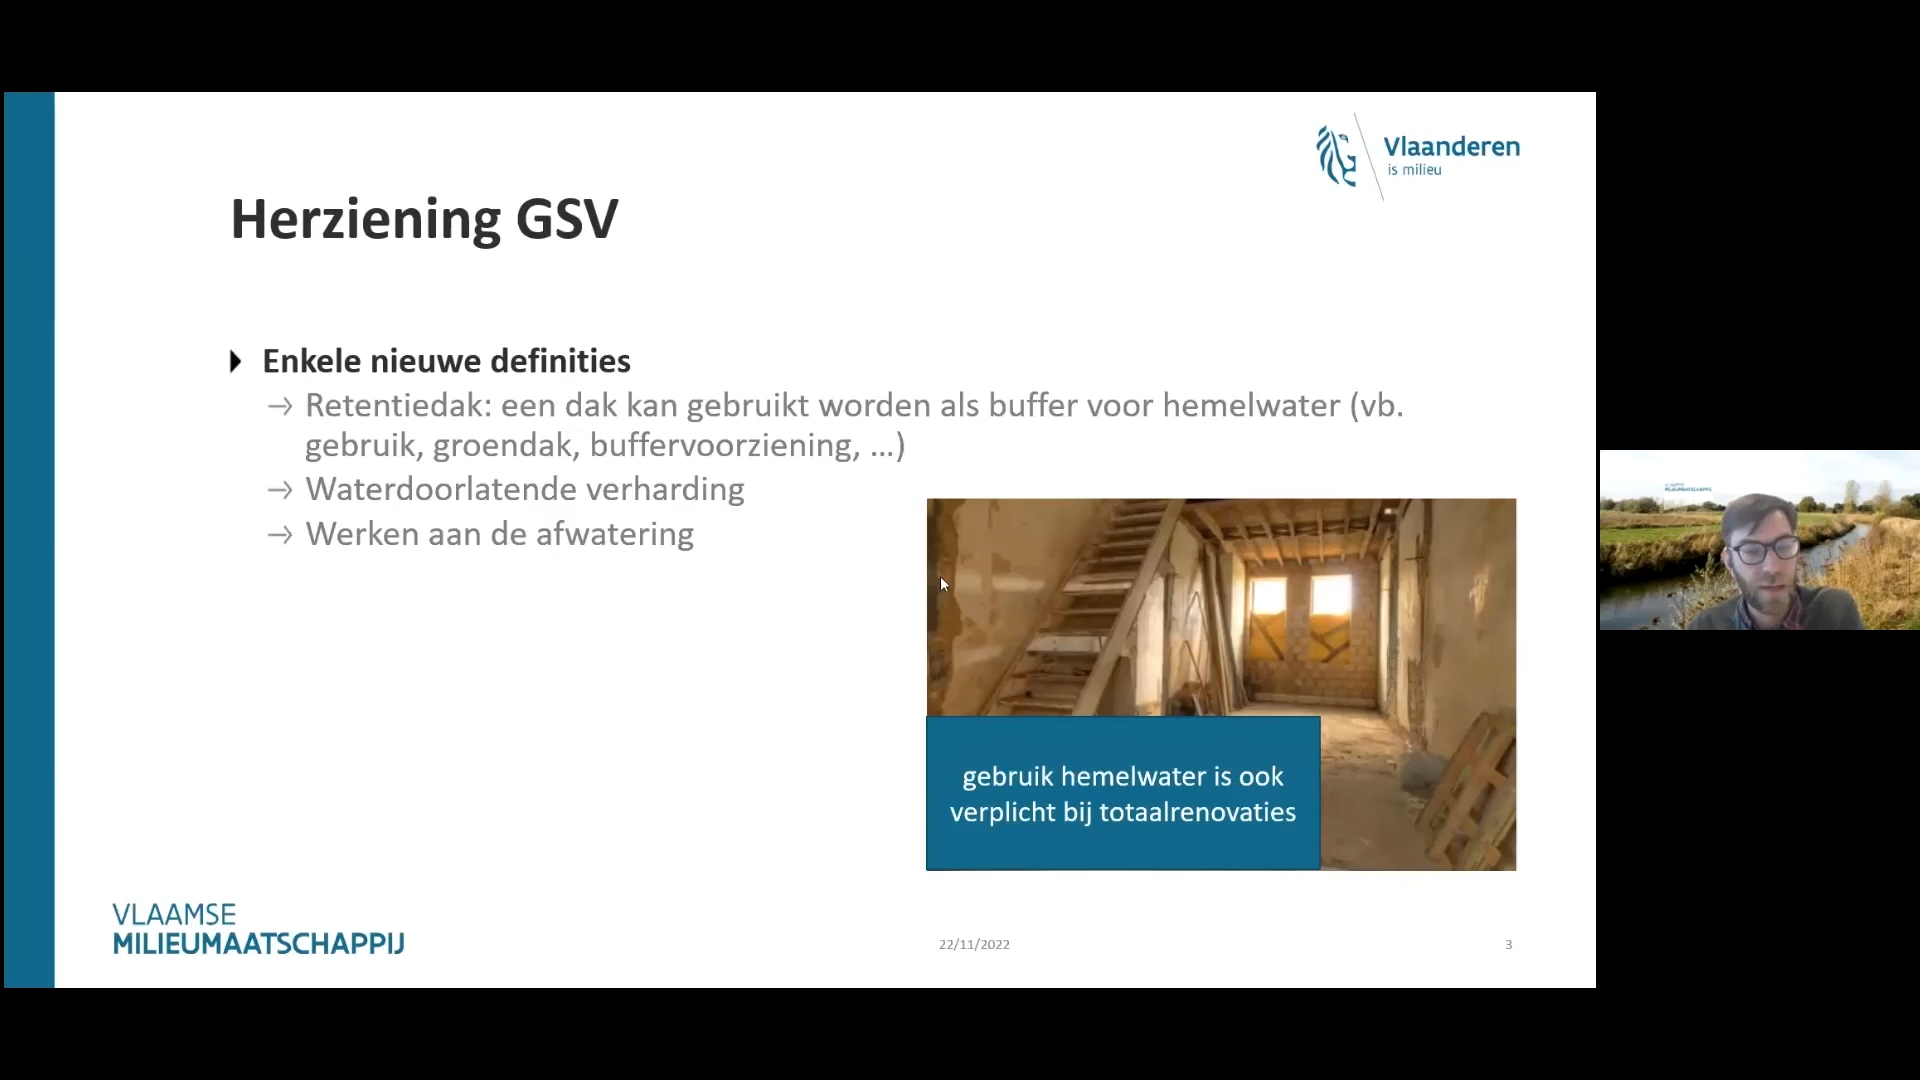 Vlaanderen
is milieu
Herziening GSV
Enkele nieuwe definities
→ Retentiedak: een dak kan gebruikt worden als buffer voor hemelwater (vb.
gebruik, groendak, buffervoorziening, ...)
→ Waterdoorlatende verharding
→ Werken aan de afwatering
gebruik hemelwater is ook
verplicht bij totaalrenovaties
VLAAMSE
MILIEUMAATSCHAPPIJ
22/11/2022
3
VLAAMSE
MILIEUMAATSCHAPPIJ